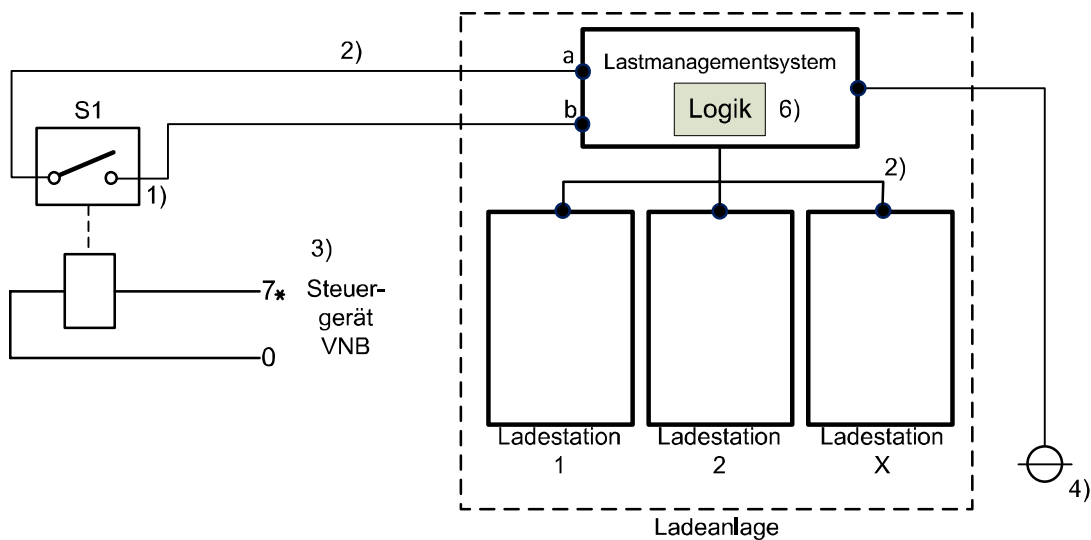 2)
a
Lastmanagementsystem
S1
b
Logik 6)
1)
2)
3)
7*
Steuer-
gerät
VNB
0
Ladestation
1
Ladestation
2
Ladestation
X
4)
Ladeanlage